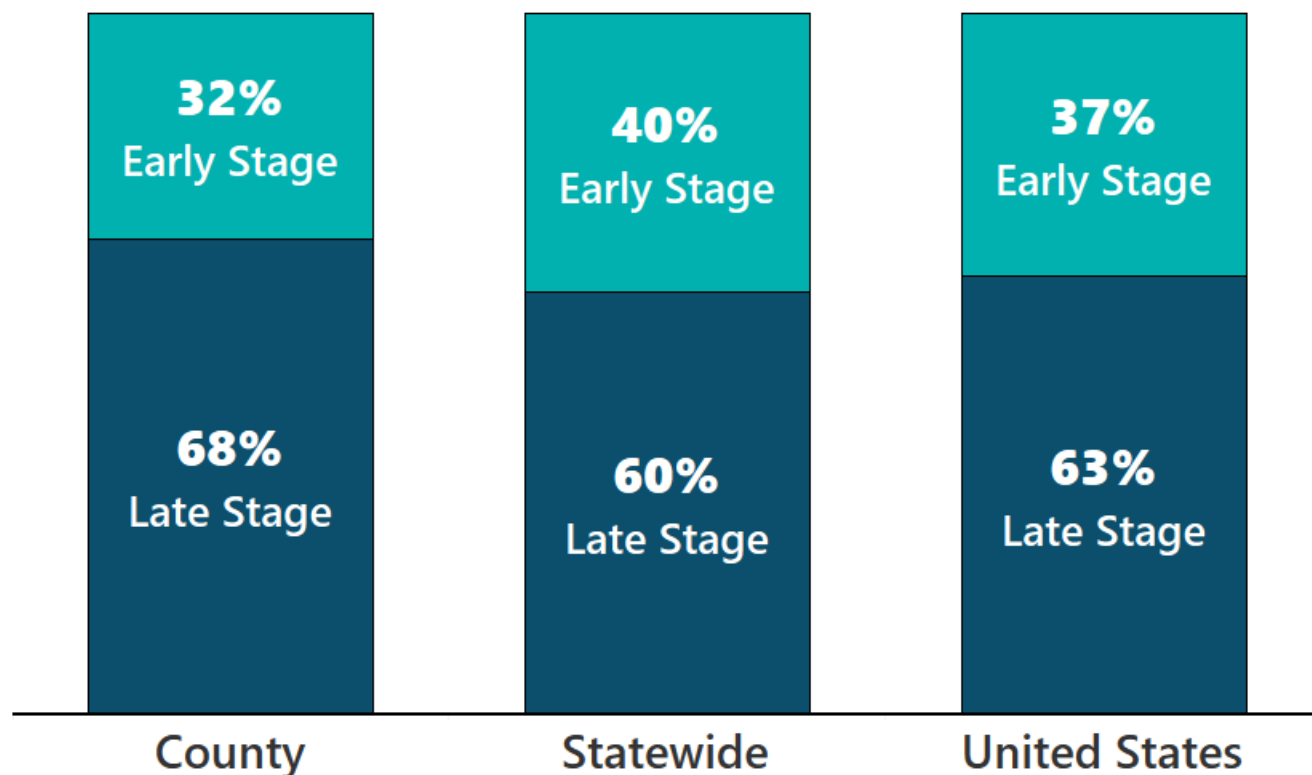 32%
Early Stage
68%
Late Stage
County
40%
Early Stage
60%
Late Stage
Statewide
37%
Early Stage
63%
Late Stage
United States